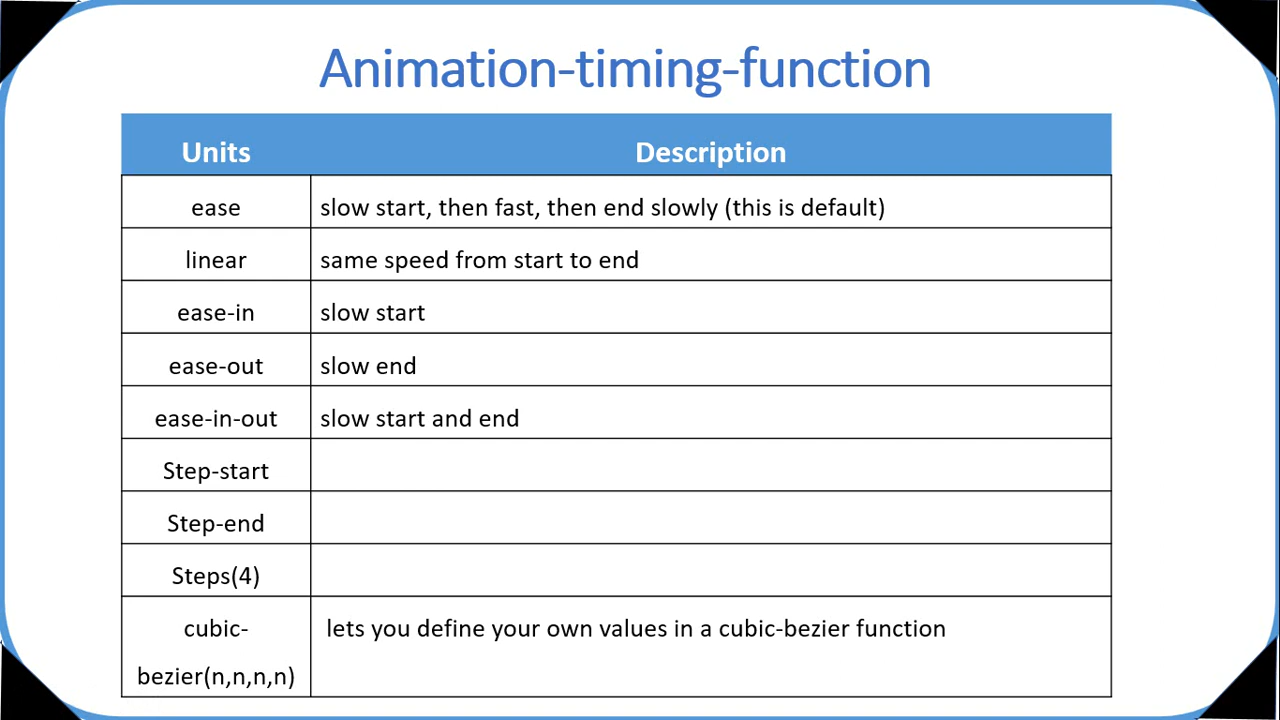 Animation-timing-function
Units Description
ease slow start, then fast, then end slowly (this is default)
linear same speed from start to end
ease-in slow start
ease-out slow end
ease-in-out slow start and end
Step-start
Step-end
Steps(4)
cubic- lets you define your own values in a cubic-bezier function
bezier(n,n,n,n)